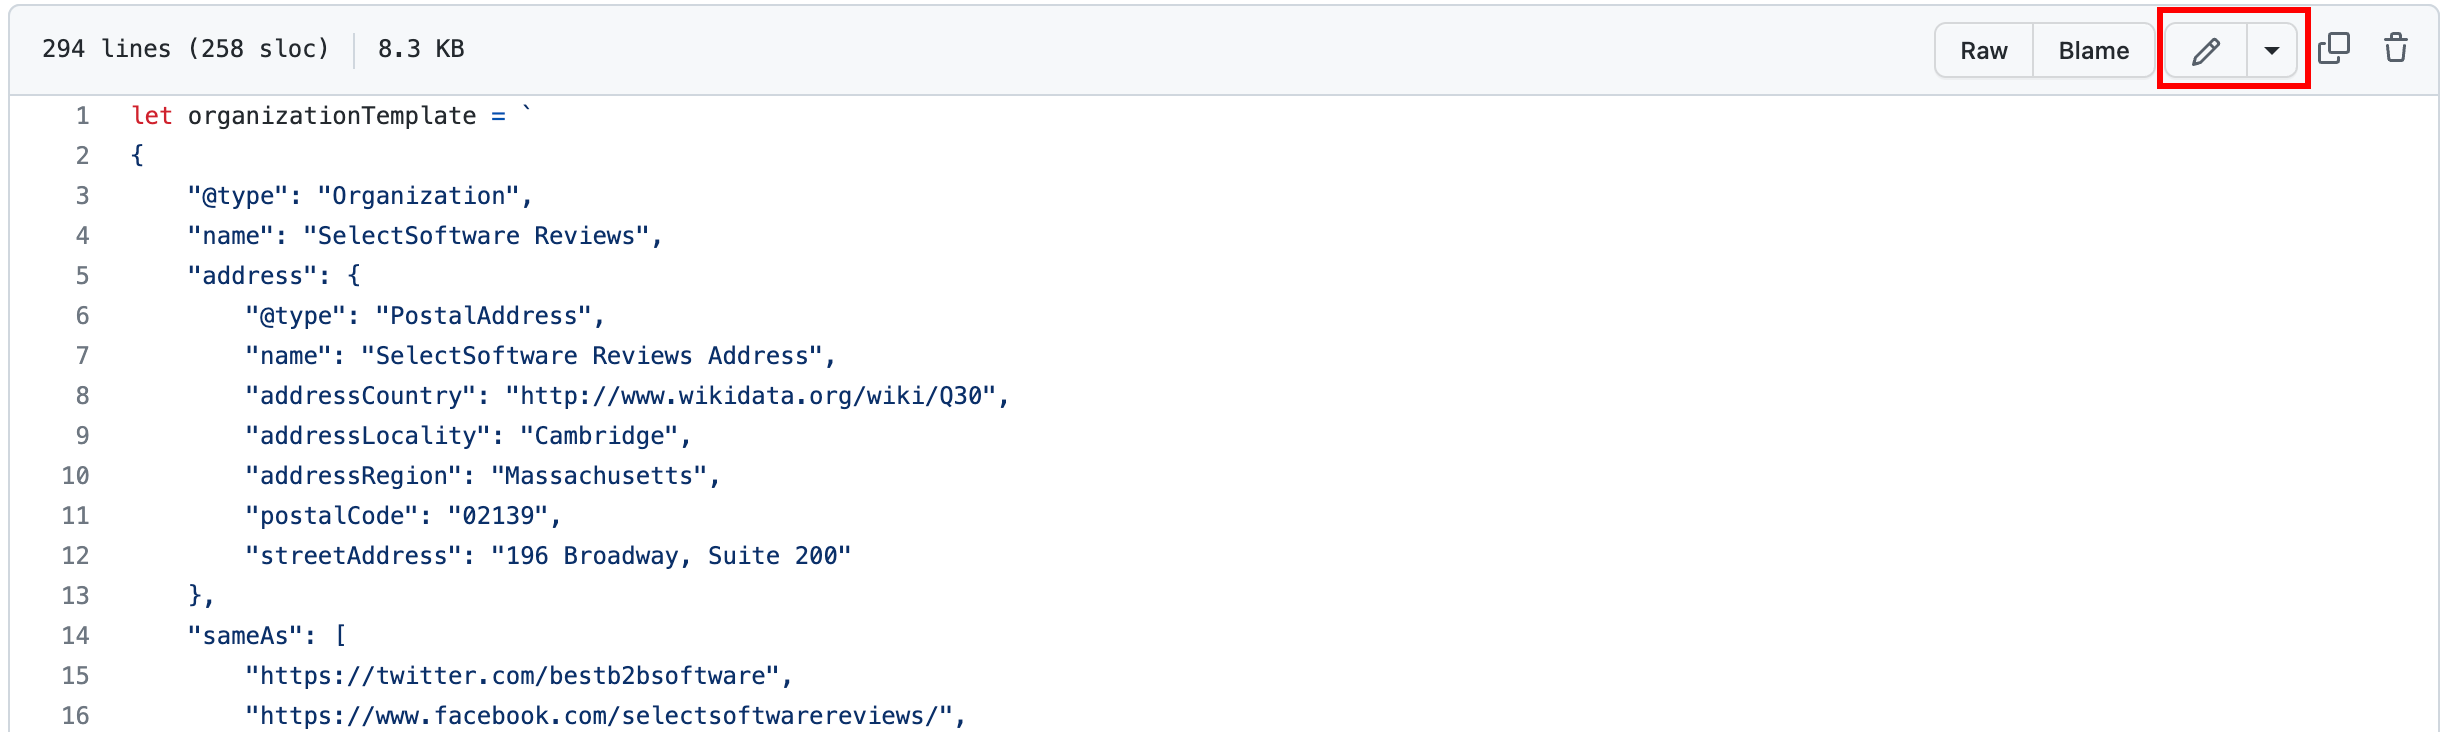 294 lines (258 sloc) 8.3 KB Raw Blame
1 let organizationTemplate = `
2 {
3     "@type": "Organization",
4     "name": "SelectSoftware Reviews",
5     "address": {
6         "@type": "PostalAddress",
7         "name": "SelectSoftware Reviews Address",
8         "addressCountry": "http://www.wikidata.org/wiki/Q30",
9         "addressLocality": "Cambridge",
10         "addressRegion": "Massachusetts",
11         "postalCode": "02139",
12         "streetAddress": "196 Broadway, Suite 200"
13     },
14     "sameAs": [
15         "https://twitter.com/bestb2bsoftware",
16         "https://www.facebook.com/selectsoftwarereviews/",